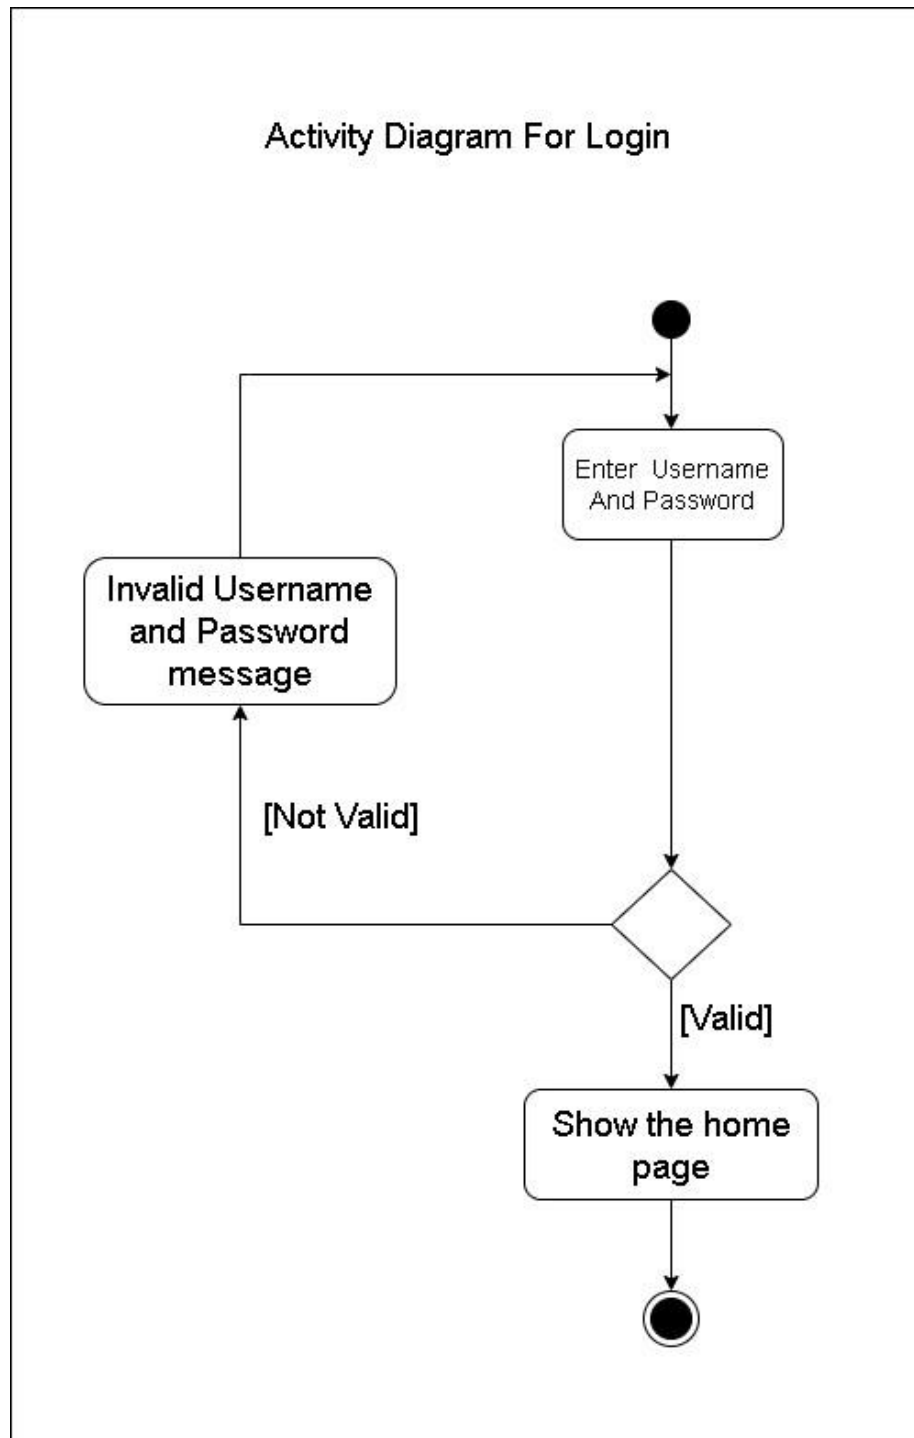 Activity Diagram For Login
Enter Username
And Password
Invalid Username
and Password
message
[Not Valid]
[Valid]
Show the home
page